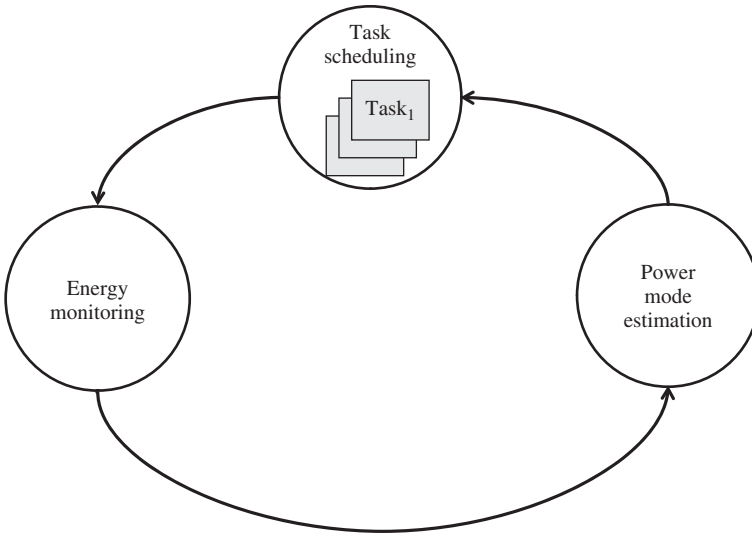 Task
scheduling
Task₁
Energy
monitoring
Power
mode
estimation